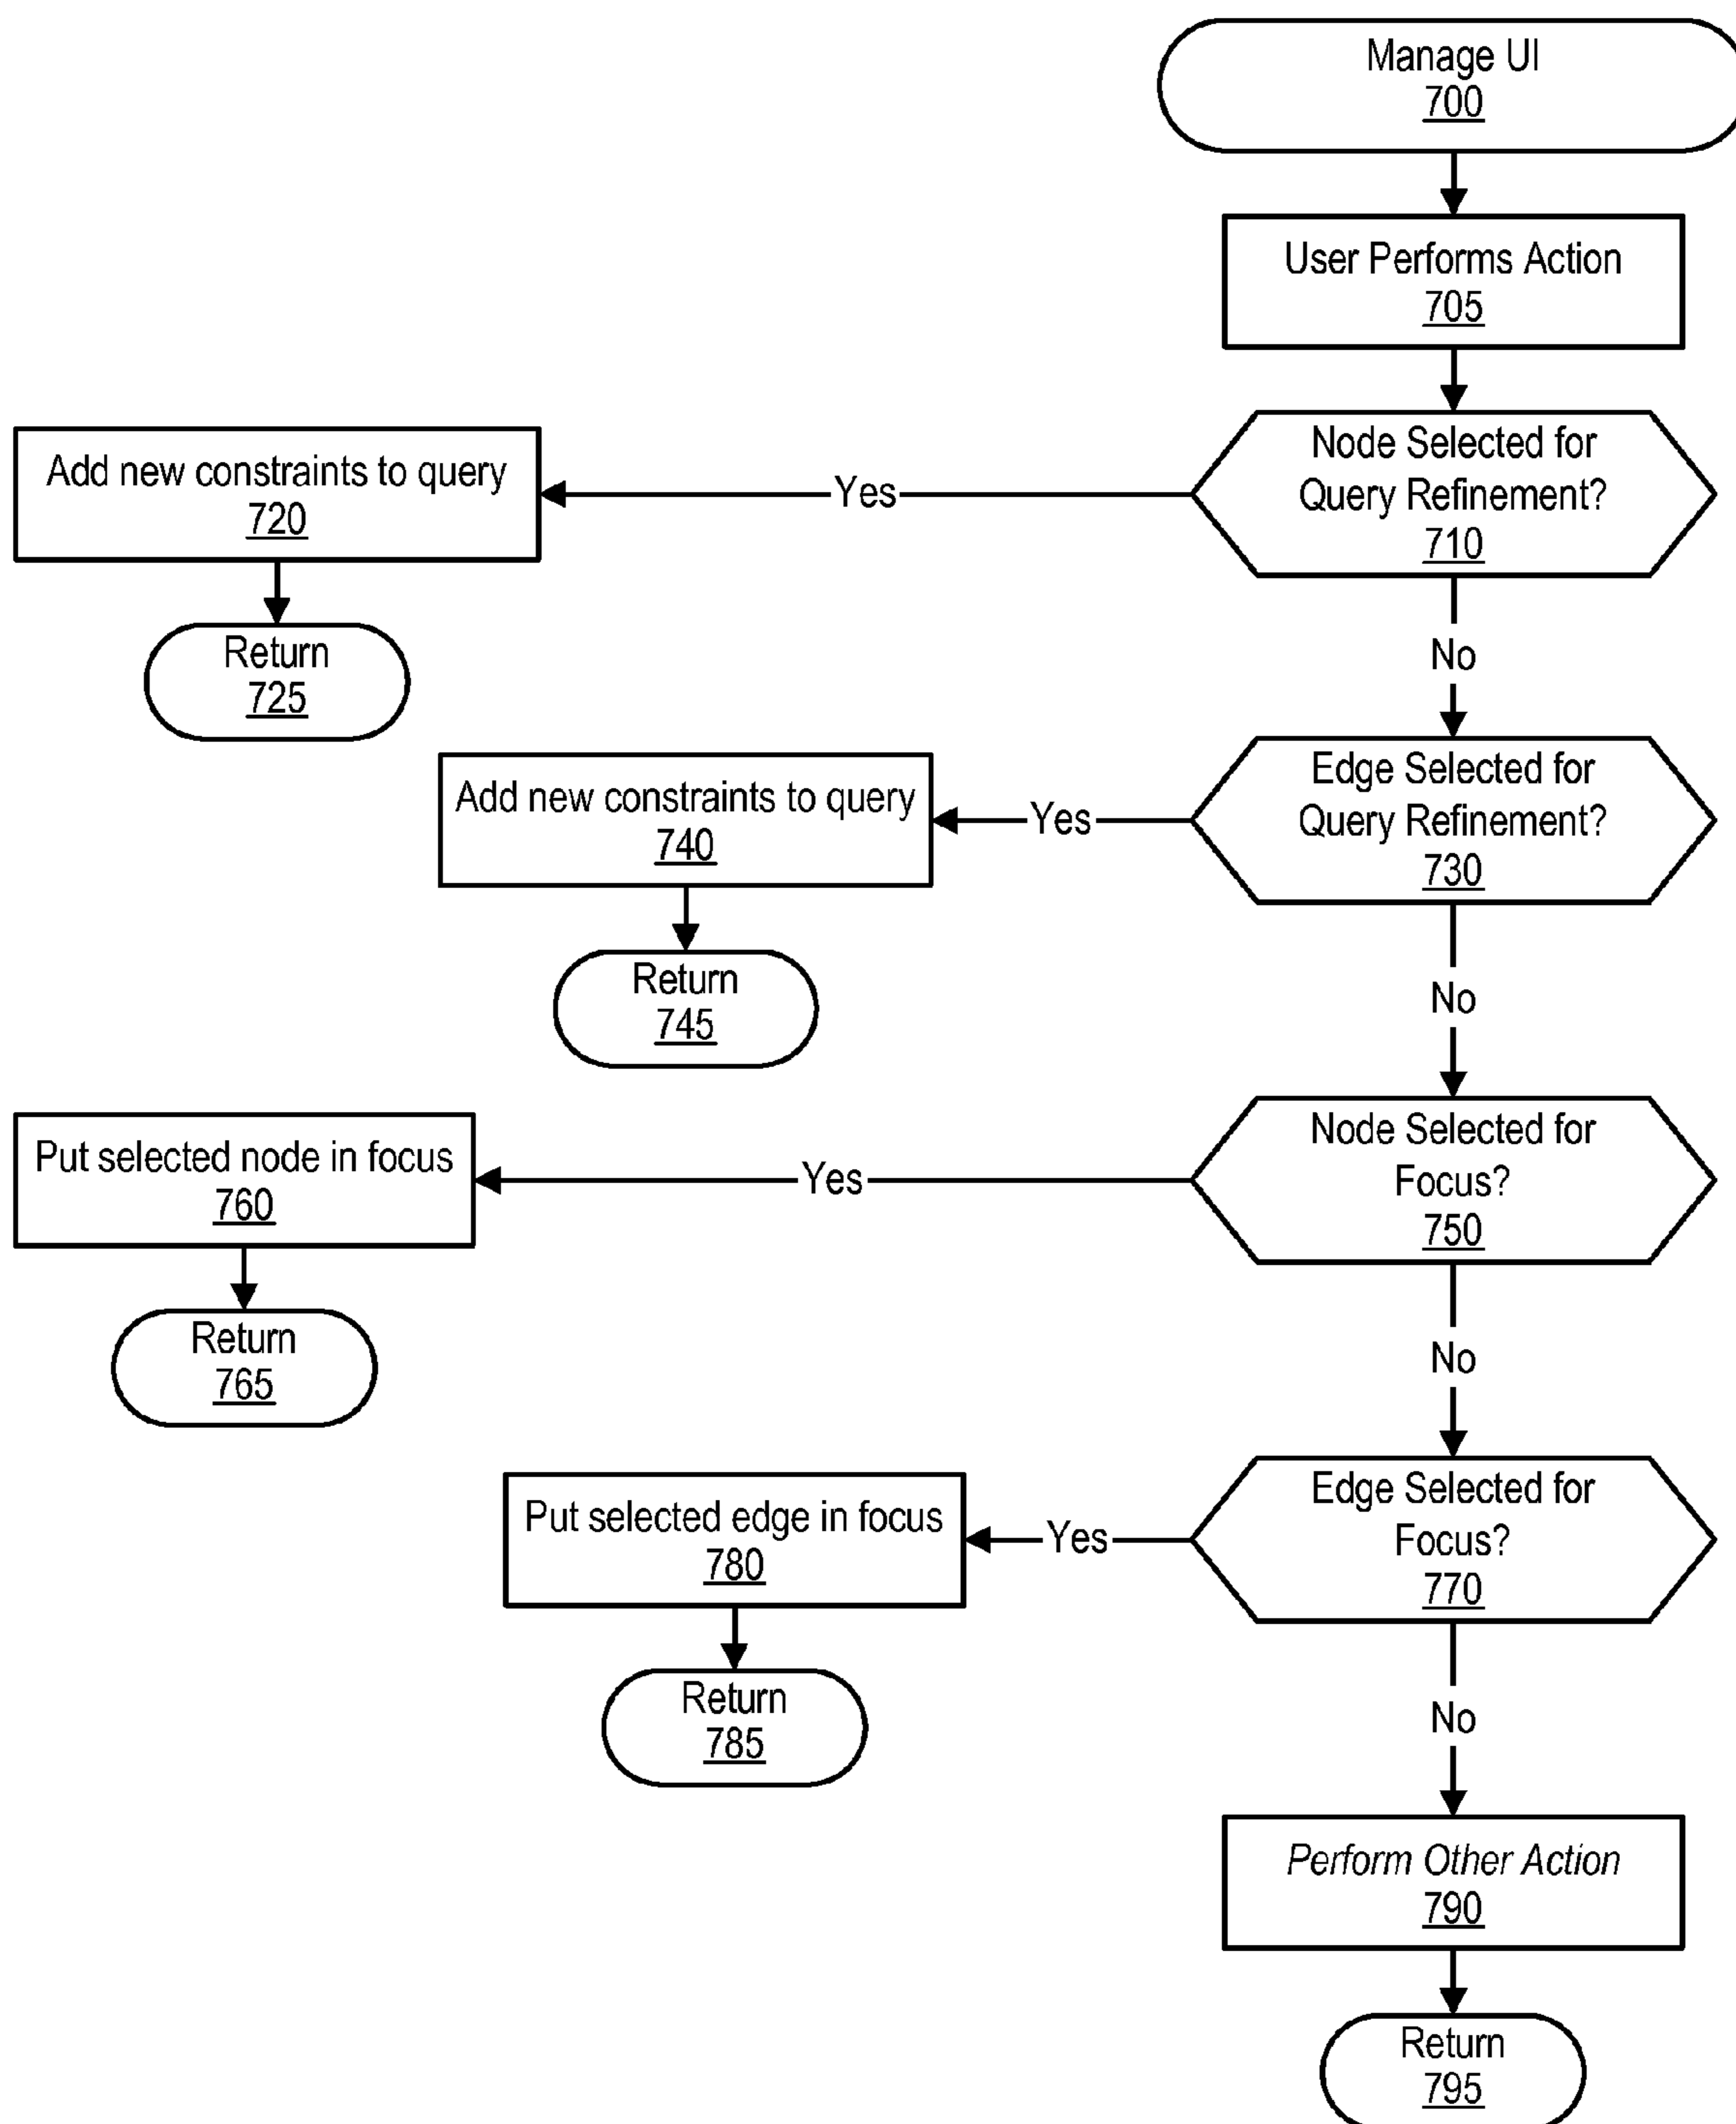 Manage UI
700
User Performs Action
705
Node Selected for
Query Refinement?
710
Yes
Add new constraints to query
720
Return
725
No
Edge Selected for
Query Refinement?
730
Yes
Add new constraints to query
740
Return
745
No
Node Selected for
Focus?
750
Yes
Put selected node in focus
760
Return
765
No
Edge Selected for
Focus?
770
Yes
Put selected edge in focus
780
Return
785
No
Perform Other Action
790
Return
795